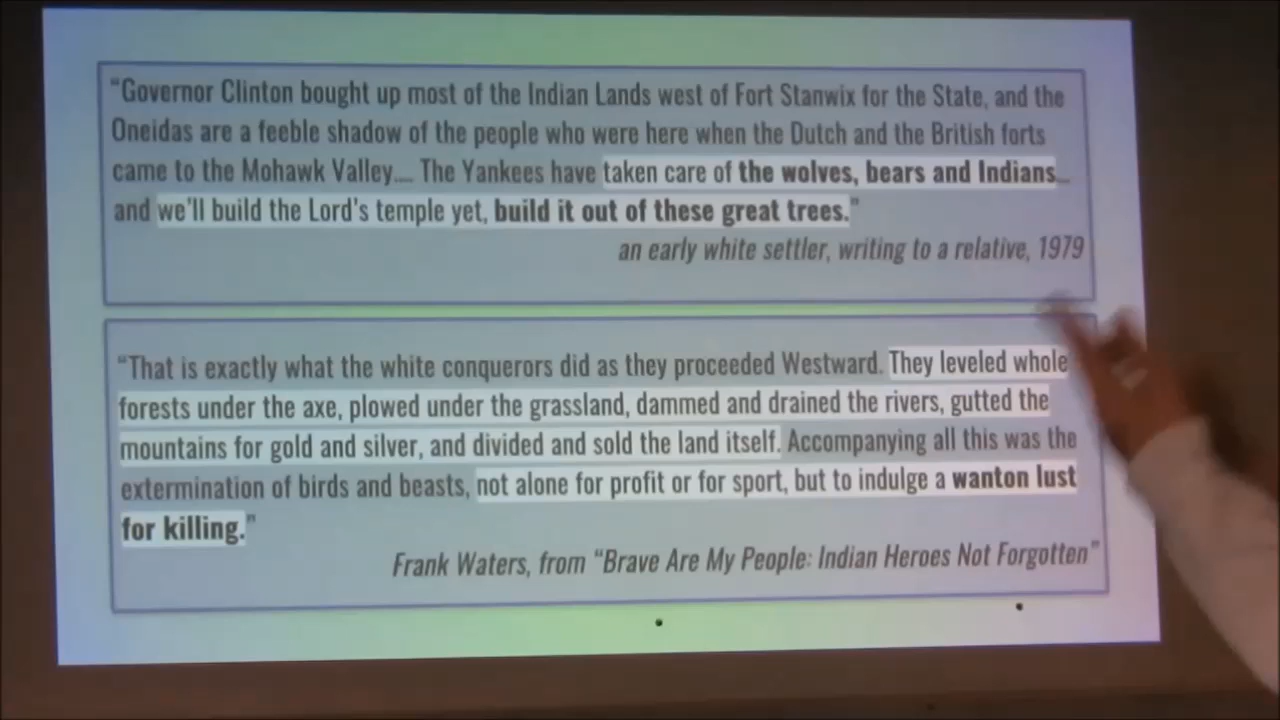 “Governor Clinton bought up most of the Indian Lands west of Fort Stanwix for the State, and the
Oneidas are a feeble shadow of the people who were here when the Dutch and the British forts
came to the Mohawk Valley.... The Yankees have taken care of the wolves, bears and Indians...
and we'll build the Lord's temple yet, build it out of these great trees.”
an early white settler, writing to a relative, 1979
“That is exactly what the white conquerors did as they proceeded Westward. They leveled whole
forests under the axe, plowed under the grassland, dammed and drained the rivers, gutted the
mountains for gold and silver, and divided and sold the land itself. Accompanying all this was the
extermination of birds and beasts, not alone for profit or for sport, but to indulge a wanton lust
for killing.”
Frank Waters, from “Brave Are My People: Indian Heroes Not Forgotten”